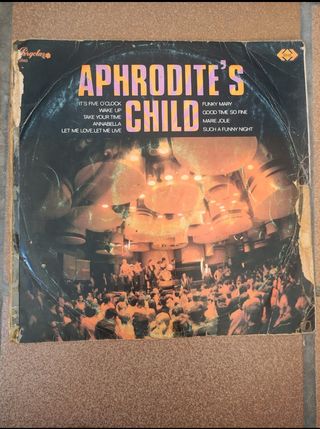 Pergola
APHRODITE'S
CHILD
IT'S FIVE O'CLOCK
WAKE UP
TAKE YOUR TIME
ANNABELLA
LET ME LOVE, LET ME LIVE
FUNKY MARY
GOOD TIME SO FINE
MARIE JOLIE
SUCH A FUNNY NIGHT